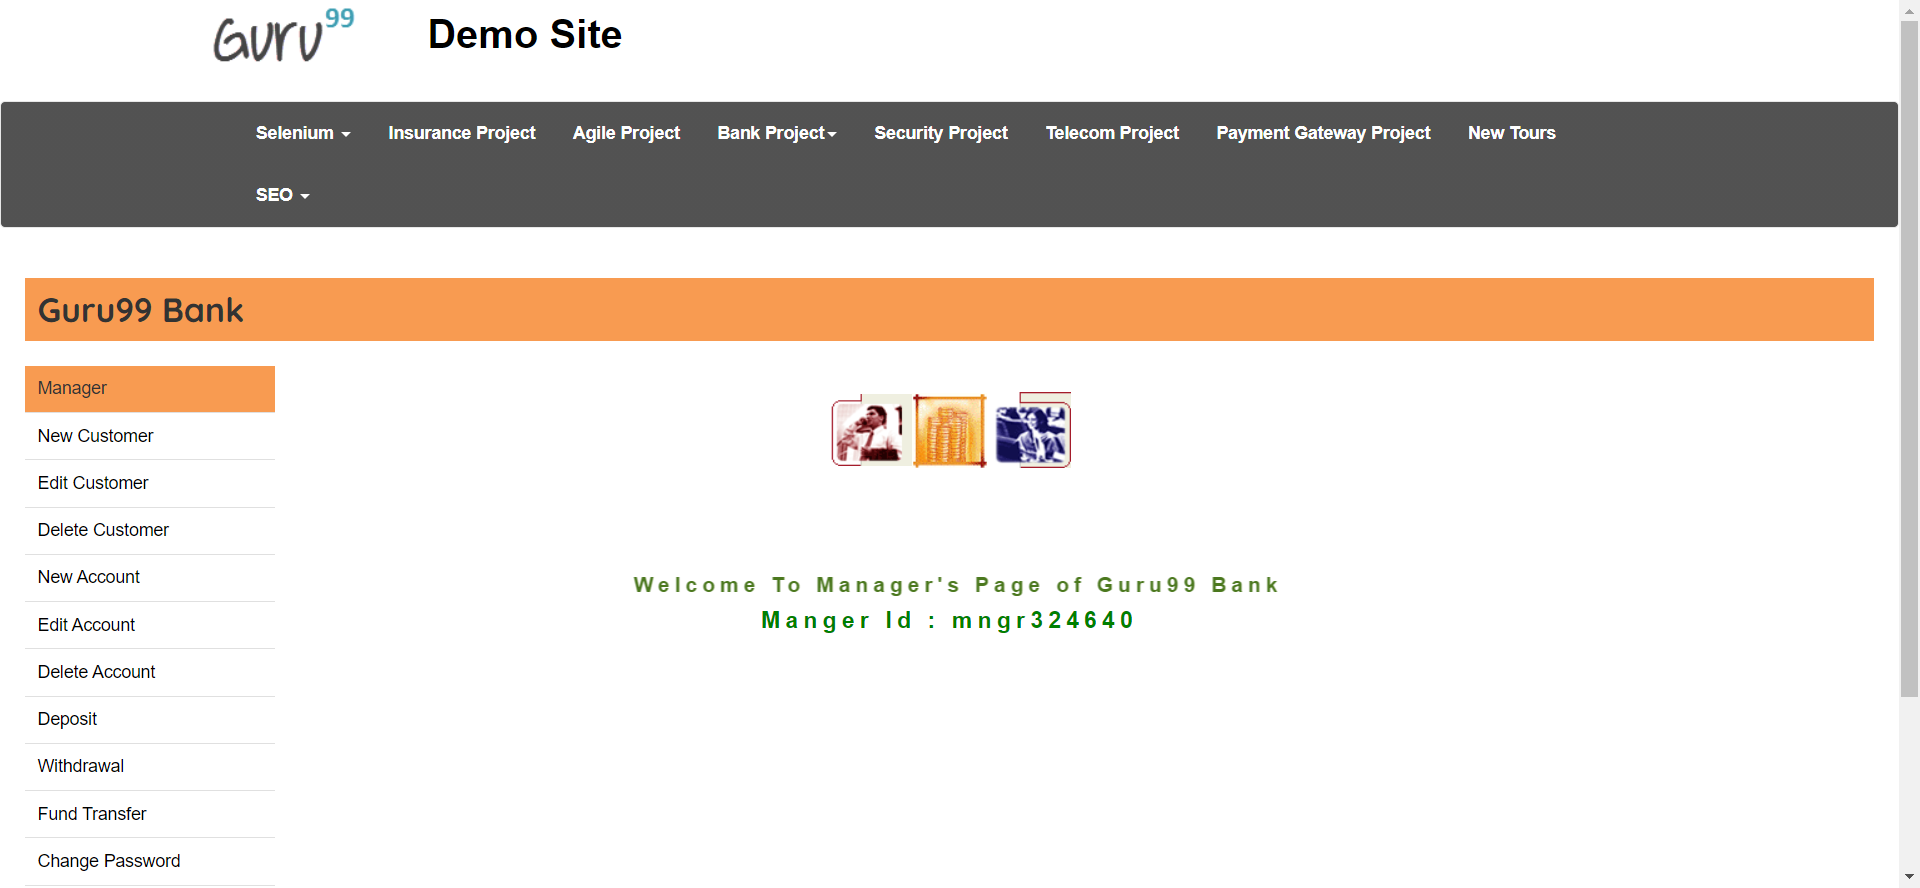 Guru99 Demo Site
Selenium Insurance Project Agile Project Bank Project Security Project Telecom Project Payment Gateway Project New Tours
SEO
Guru99 Bank
Manager
New Customer
Edit Customer
Delete Customer
New Account
Edit Account
Delete Account
Deposit
Withdrawal
Fund Transfer
Change Password
Welcome To Manager's Page of Guru99 Bank
Manger Id : mngr324640